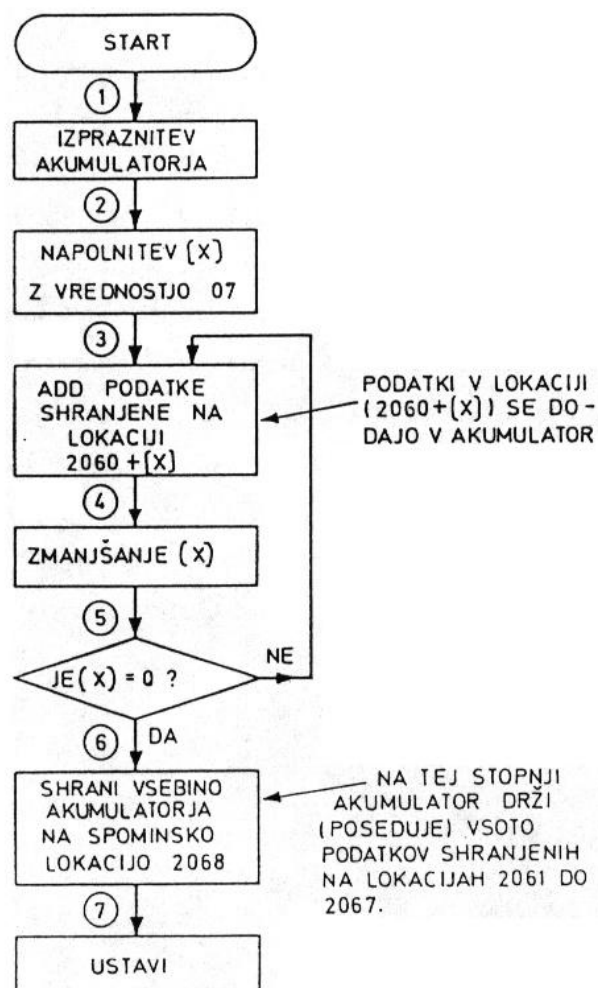 START
1
IZPRAZNITEV
AKUMULATORJA
2
NAPOLNITEV (X)
Z VREDNOSTJO 07
3
ADD PODATKE
SHRANJENE NA
LOKACIJI
2060 + (X)
PODATKI V LOKACIJI
(2060+(X)) SE DO-
DAJO V AKUMULATOR
4
ZMANJŠANJE (X)
5
JE (X) = 0 ?
NE
6
DA
SHRANI VSEBINO
AKUMULATORJA
NA SPOMINSKO
LOKACIJO 2068
NA TEJ STOPNJI
AKUMULATOR DRŽI
(POSEDUJE) VSOTO
PODATKOV SHRANJENIH
NA LOKACIJAH 2061 DO
2067.
7
USTAVI